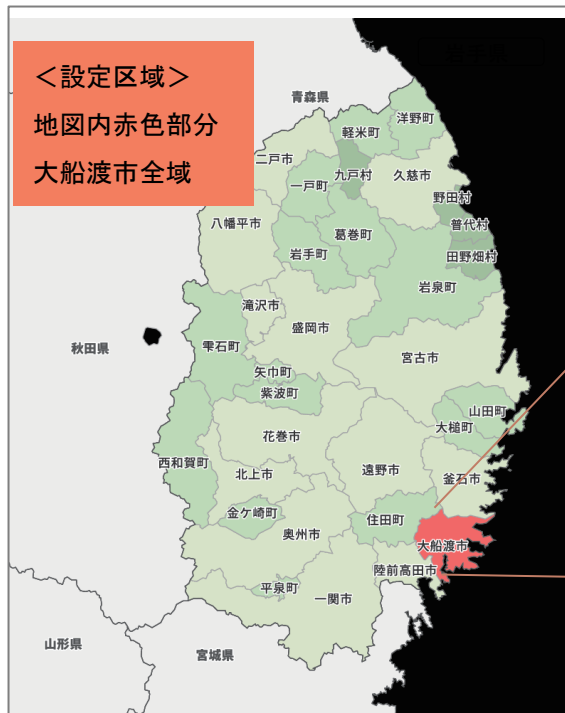 岩手県
＜設定区域＞
地図内赤色部分
大船渡市全域
青森県
洋野町
軽米町
二戸市
九戸村
久慈市
一戸町
野田村
八幡平市
普代村
葛巻町
岩手町
田野畑村
岩泉町
滝沢市
盛岡市
秋田県
雫石町
宮古市
矢巾町
紫波町
山田町
大槌町
花巻市
西和賀町
遠野市
釜石市
北上市
金ケ崎町
住田町
奥州市
大船渡市
陸前高田市
平泉町
一関市
山形県
宮城県